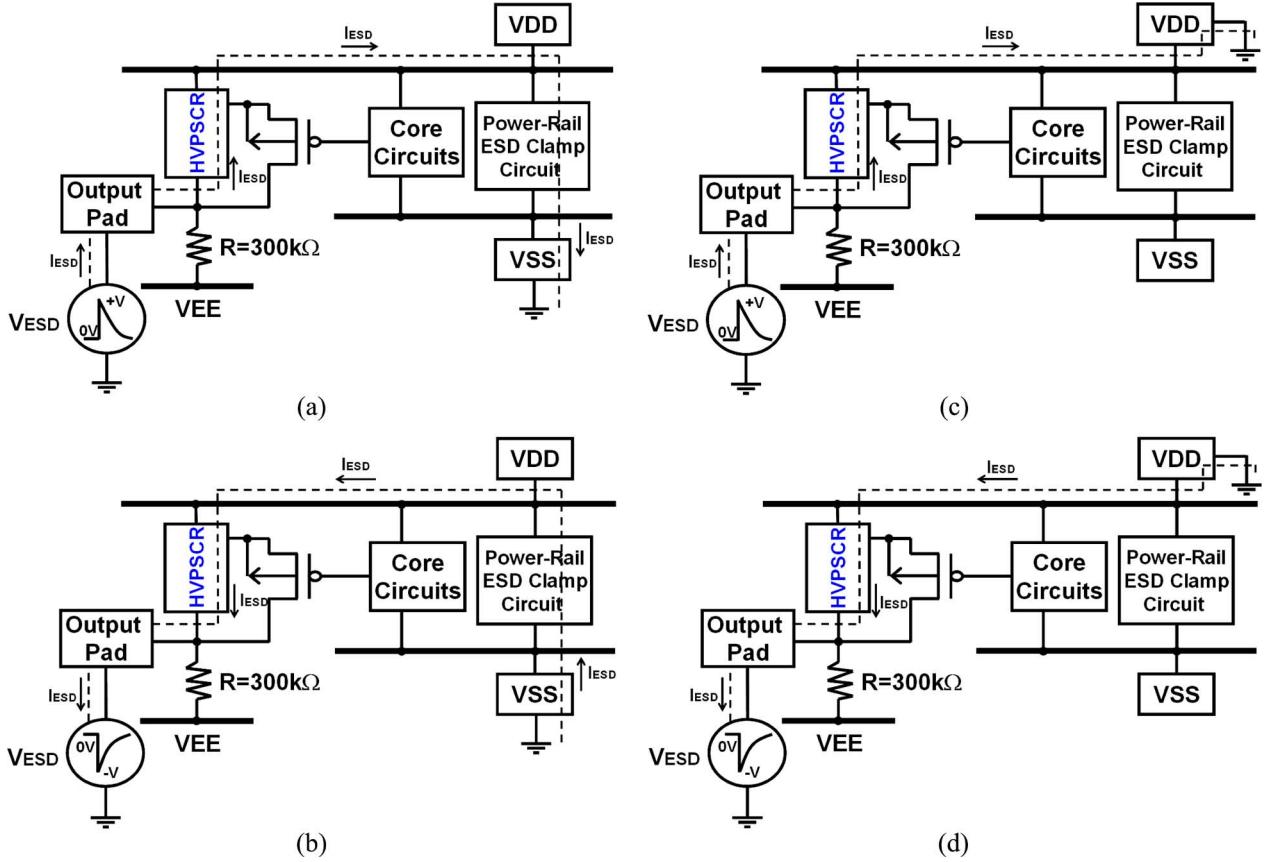 VDD
IESD
HVPSCR
IESD
Core
Circuits
Power-Rail
ESD Clamp
Circuit
Output
Pad
IESD
R=300kΩ
IESD
VSS
VEE
VESD
+V
0V
(a)
VDD
IESD
HVPSCR
IESD
Core
Circuits
Power-Rail
ESD Clamp
Circuit
Output
Pad
IESD
R=300kΩ
VSS
VEE
VESD
+V
0V
(c)
VDD
IESD
HVPSCR
IESD
Core
Circuits
Power-Rail
ESD Clamp
Circuit
Output
Pad
IESD
R=300kΩ
IESD
VSS
VEE
VESD
0V
-V
(b)
VDD
IESD
HVPSCR
IESD
Core
Circuits
Power-Rail
ESD Clamp
Circuit
Output
Pad
IESD
R=300kΩ
VSS
VEE
VESD
0V
-V
(d)